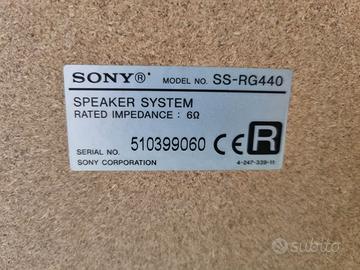 SONY® MODEL NO. SS-RG440
SPEAKER SYSTEM
RATED IMPEDANCE : 6Ω
SERIAL NO. 510399060 CE R
SONY CORPORATION 4-247-339-11
subito